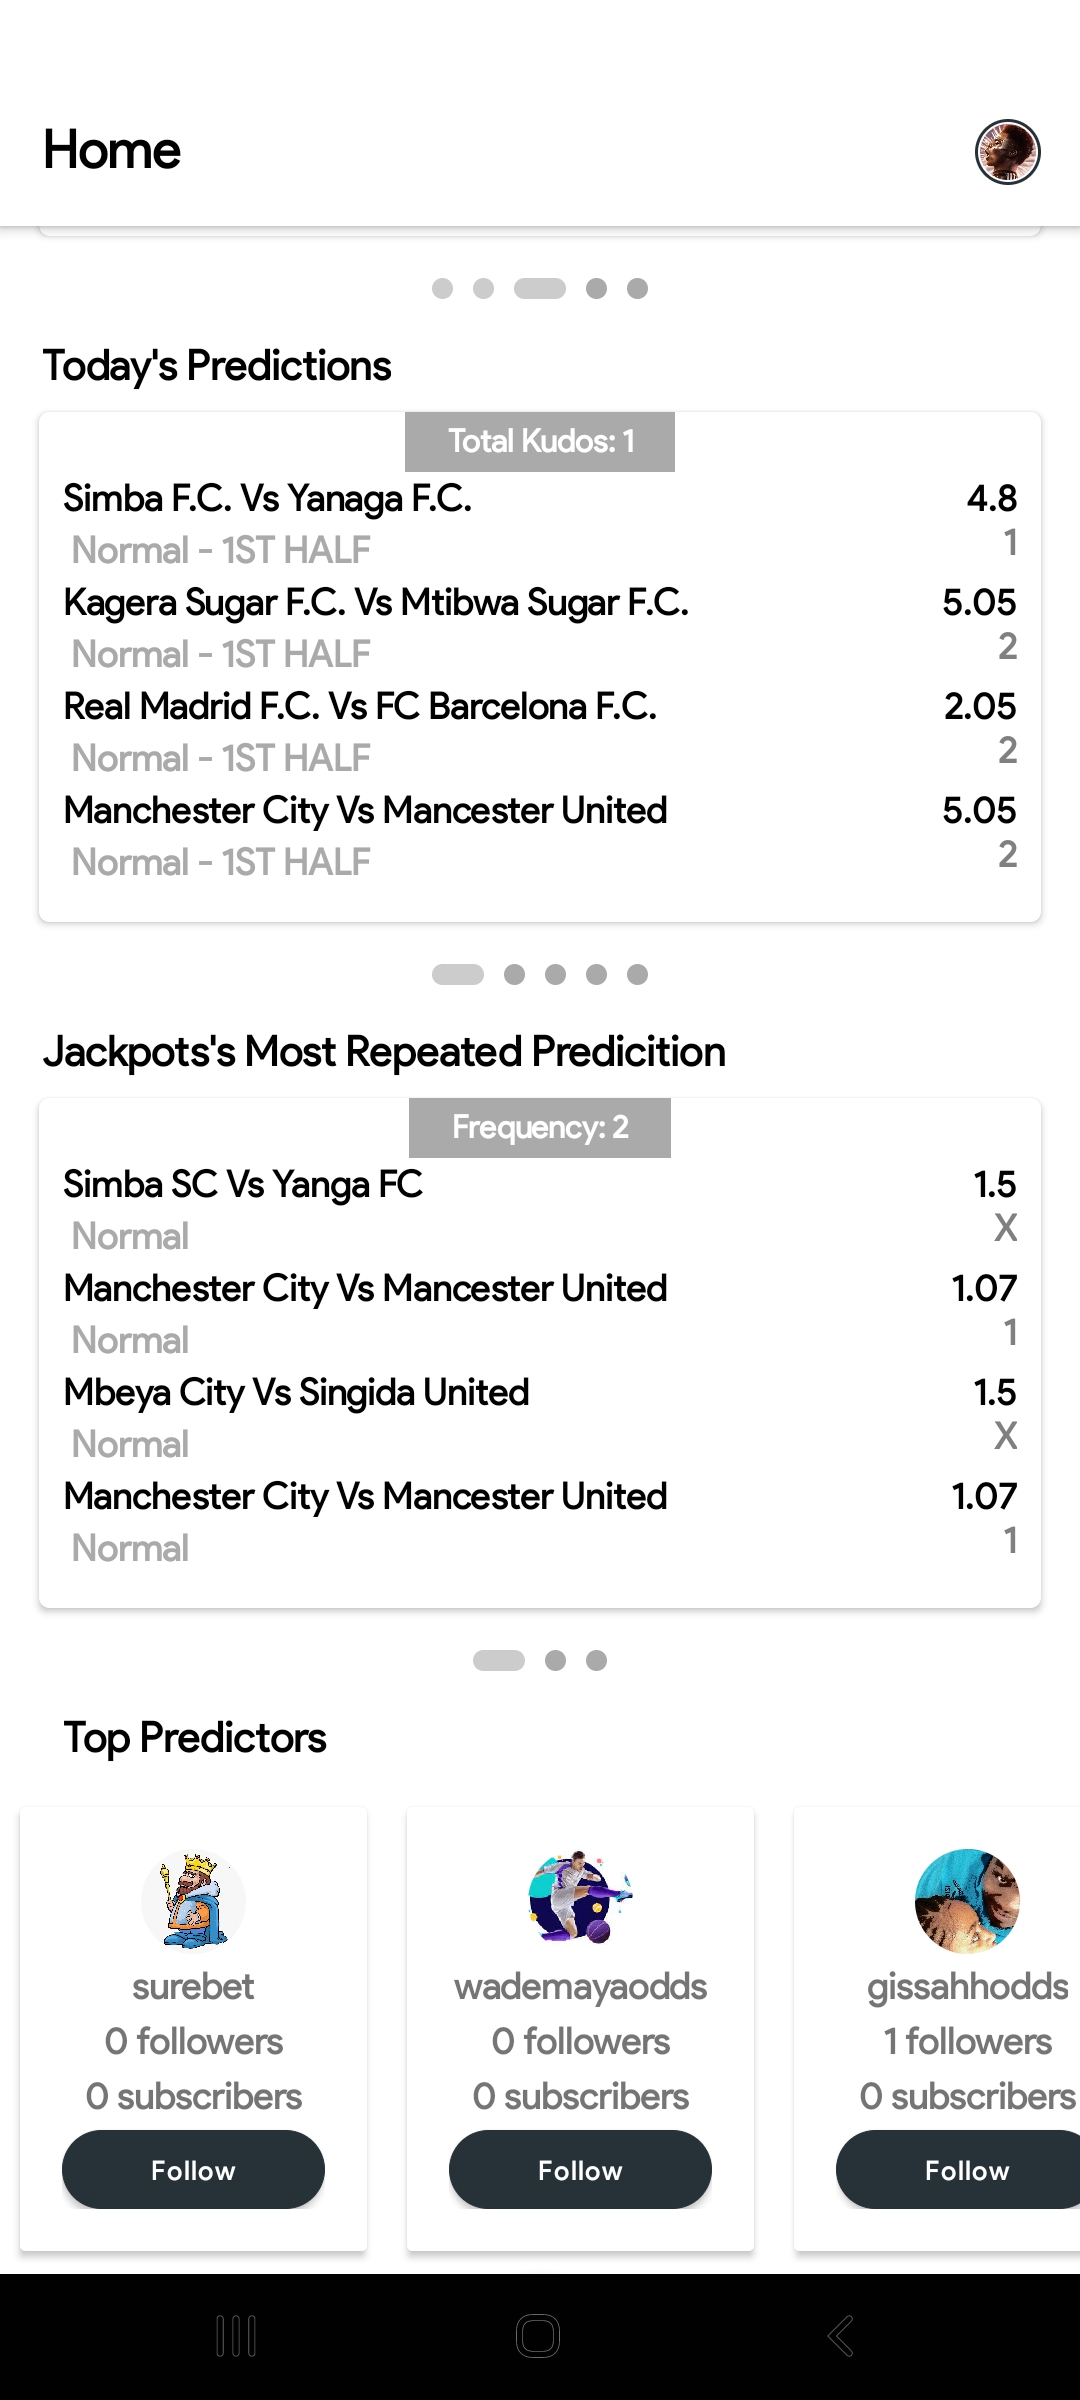 Home
Today's Predictions
Total Kudos: 1
Simba F.C. Vs Yanaga F.C. 4.8
Normal - 1ST HALF 1
Kagera Sugar F.C. Vs Mtibwa Sugar F.C. 5.05
Normal - 1ST HALF 2
Real Madrid F.C. Vs FC Barcelona F.C. 2.05
Normal - 1ST HALF 2
Manchester City Vs Mancester United 5.05
Normal - 1ST HALF 2
Jackpots's Most Repeated Predicition
Frequency: 2
Simba SC Vs Yanga FC 1.5
Normal X
Manchester City Vs Mancester United 1.07
Normal 1
Mbeya City Vs Singida United 1.5
Normal X
Manchester City Vs Mancester United 1.07
Normal 1
Top Predictors
surebet wademayaodds gissahhodds
0 followers 0 followers 1 followers
0 subscribers 0 subscribers 0 subscribers
Follow Follow Follow